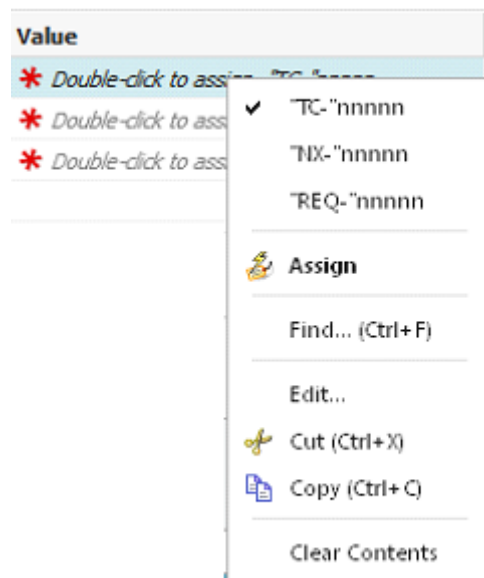 Value
* Double-click to assign "TC-"nnnnn
* Double-click to ass
* Double-click to ass
✔ "TC-"nnnnn
"NX-"nnnnn
"REQ-"nnnnn
Assign
Find... (Ctrl+F)
Edit...
Cut (Ctrl+X)
Copy (Ctrl+C)
Clear Contents